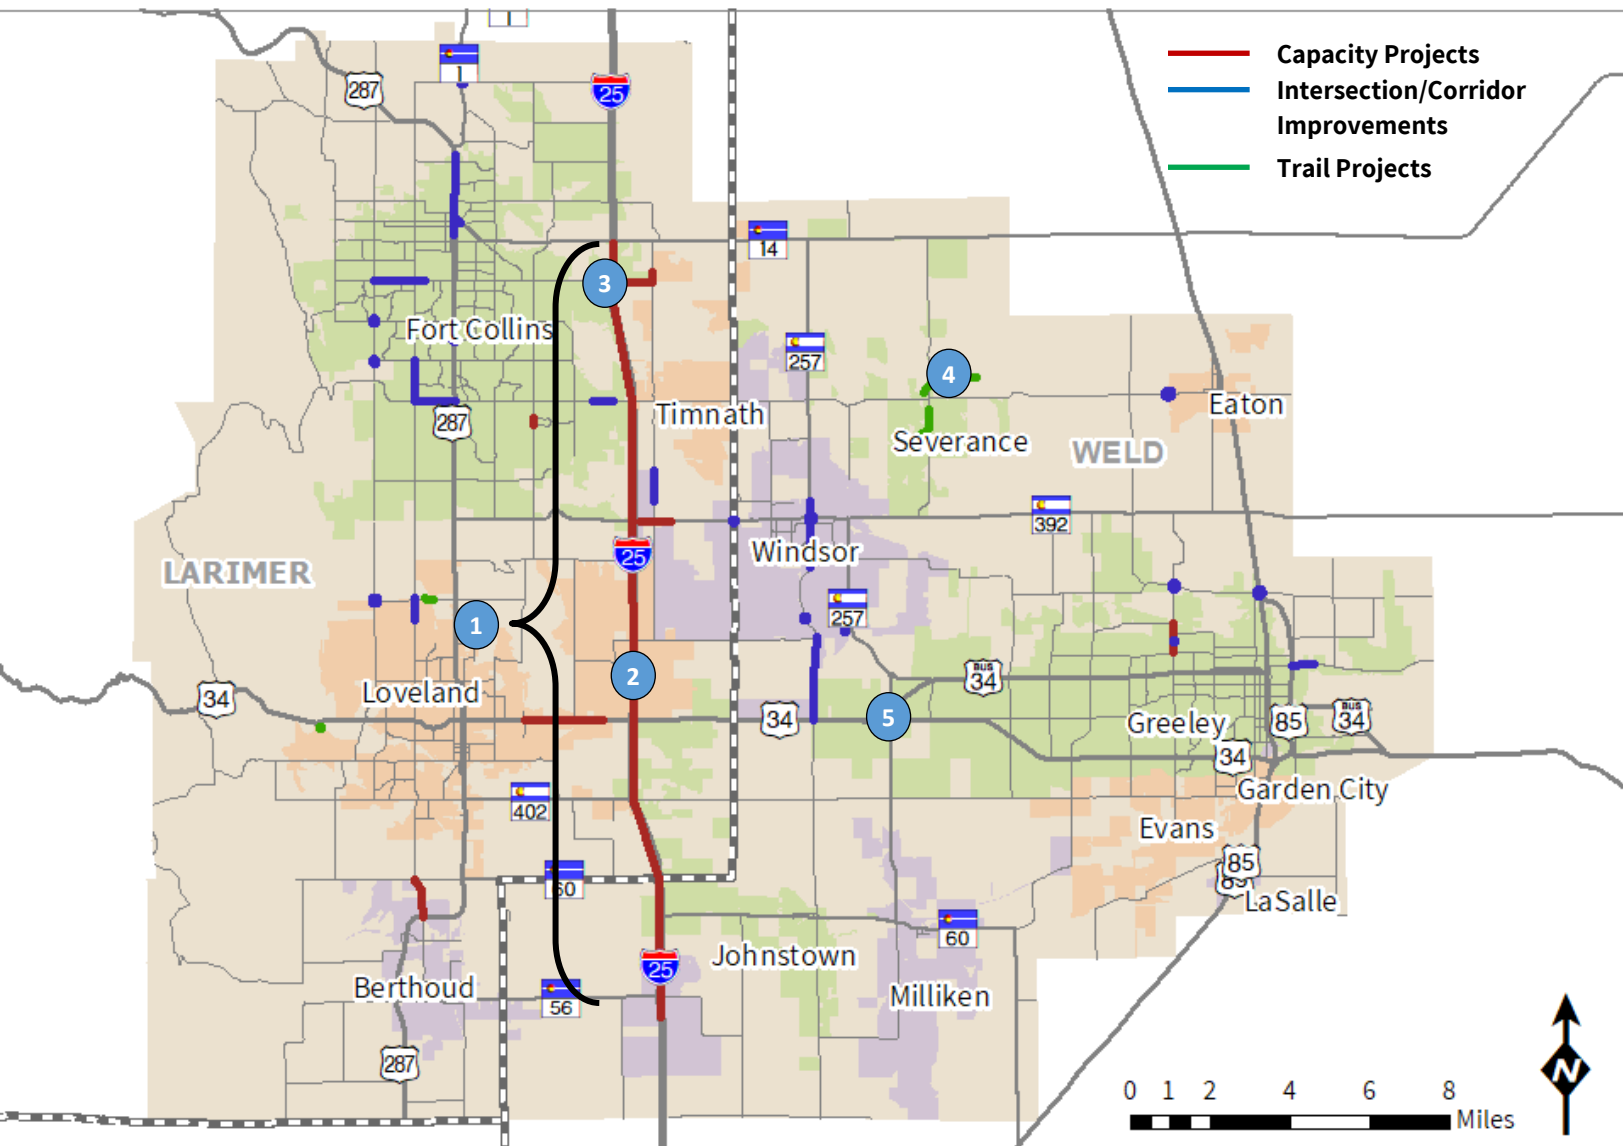 1
287
25
Capacity Projects
Intersection/Corridor
Improvements
Trail Projects
14
3
Fort Collins
257
4
287
Timnath
Severance
Eaton
WELD
392
Windsor
25
LARIMER
257
1
2
BUS
34
34
Loveland
34
5
Greeley
85
BUS
34
34
Garden City
402
Evans
60
85
85
LaSalle
60
Johnstown
25
Berthoud
56
Milliken
287
N
0 1 2 4 6 8
Miles